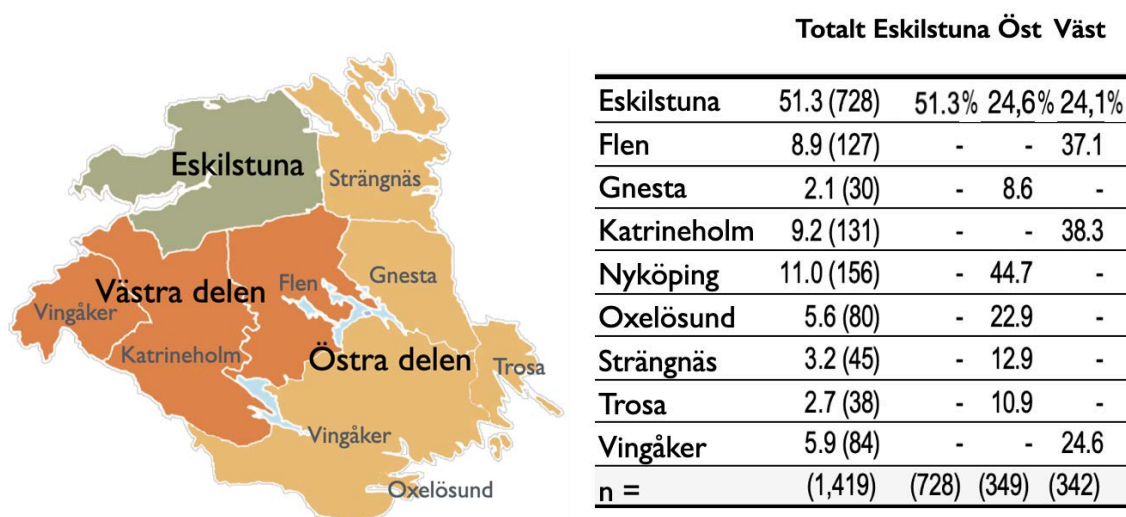 Eskilstuna
Strängnäs
Västra delen
Flen
Gnesta
Vingåker
Katrineholm
Östra delen
Trosa
Vingåker
Oxelösund
Totalt Eskilstuna Öst Väst
Eskilstuna 51.3 (728) 51.3% 24,6% 24,1%
Flen 8.9 (127) - - 37.1
Gnesta 2.1 (30) - 8.6 -
Katrineholm 9.2 (131) - - 38.3
Nyköping 11.0 (156) - 44.7 -
Oxelösund 5.6 (80) - 22.9 -
Strängnäs 3.2 (45) - 12.9 -
Trosa 2.7 (38) - 10.9 -
Vingåker 5.9 (84) - - 24.6
n = (1,419) (728) (349) (342)